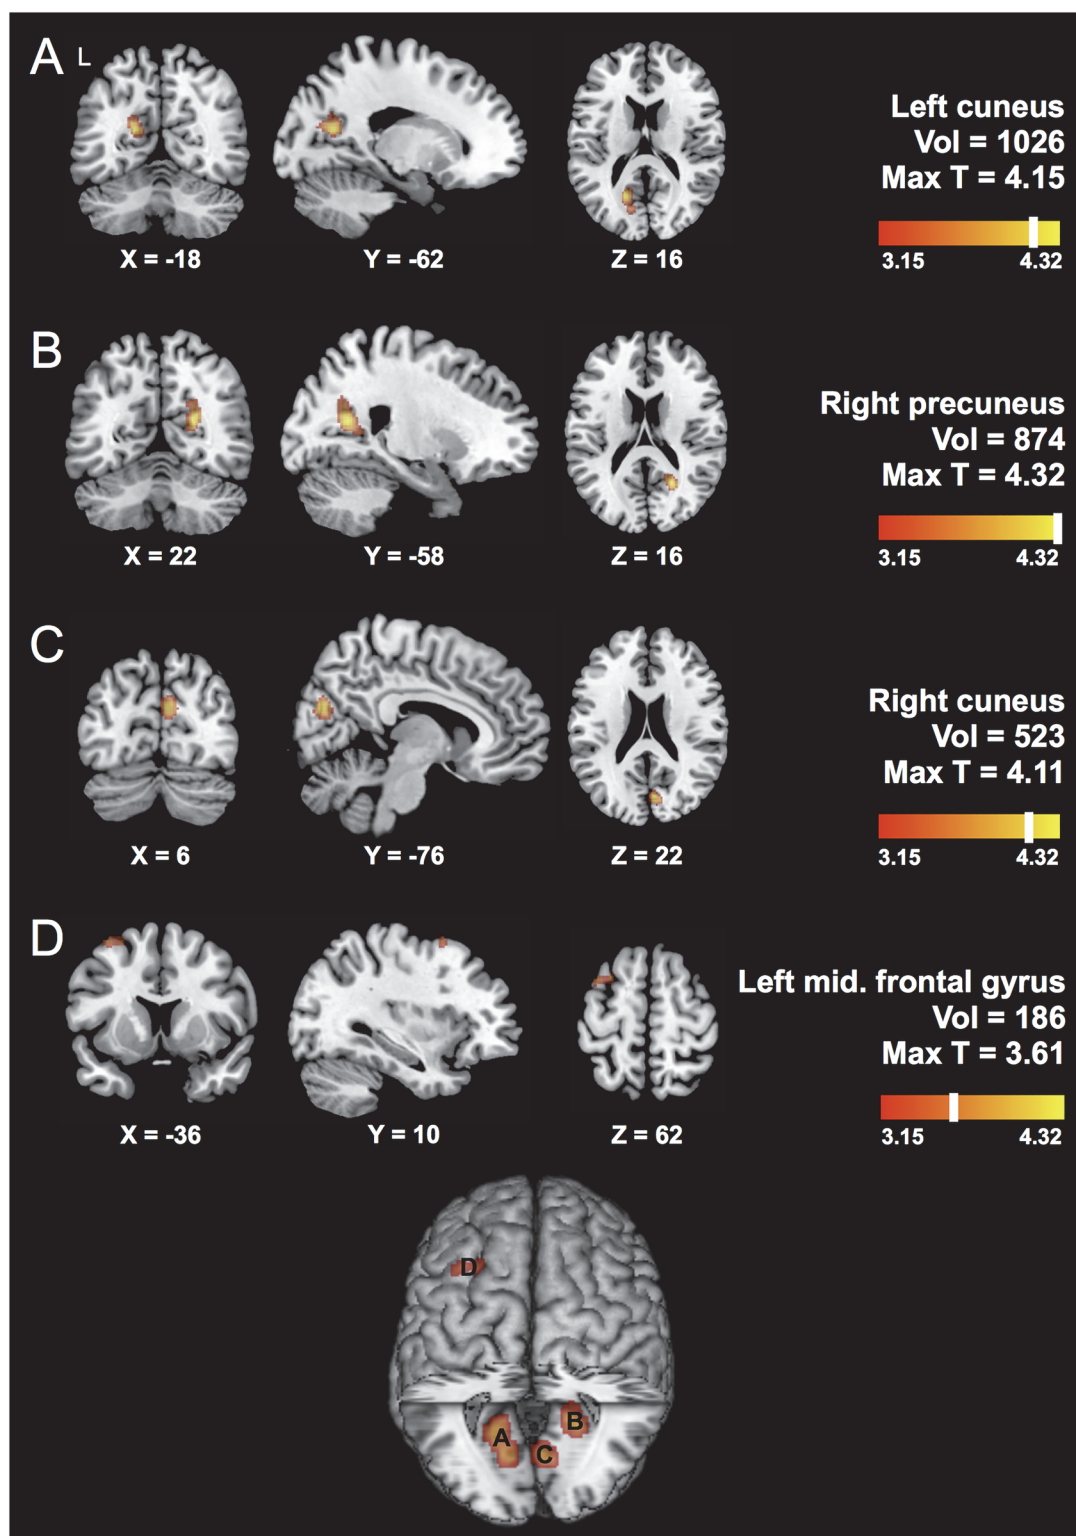 A L
Left cuneus
Vol = 1026
Max T = 4.15
3.15 4.32
X = -18 Y = -62 Z = 16
B
Right precuneus
Vol = 874
Max T = 4.32
3.15 4.32
X = 22 Y = -58 Z = 16
C
Right cuneus
Vol = 523
Max T = 4.11
3.15 4.32
X = 6 Y = -76 Z = 22
D
Left mid. frontal gyrus
Vol = 186
Max T = 3.61
3.15 4.32
X = -36 Y = 10 Z = 62
D
B
A
C